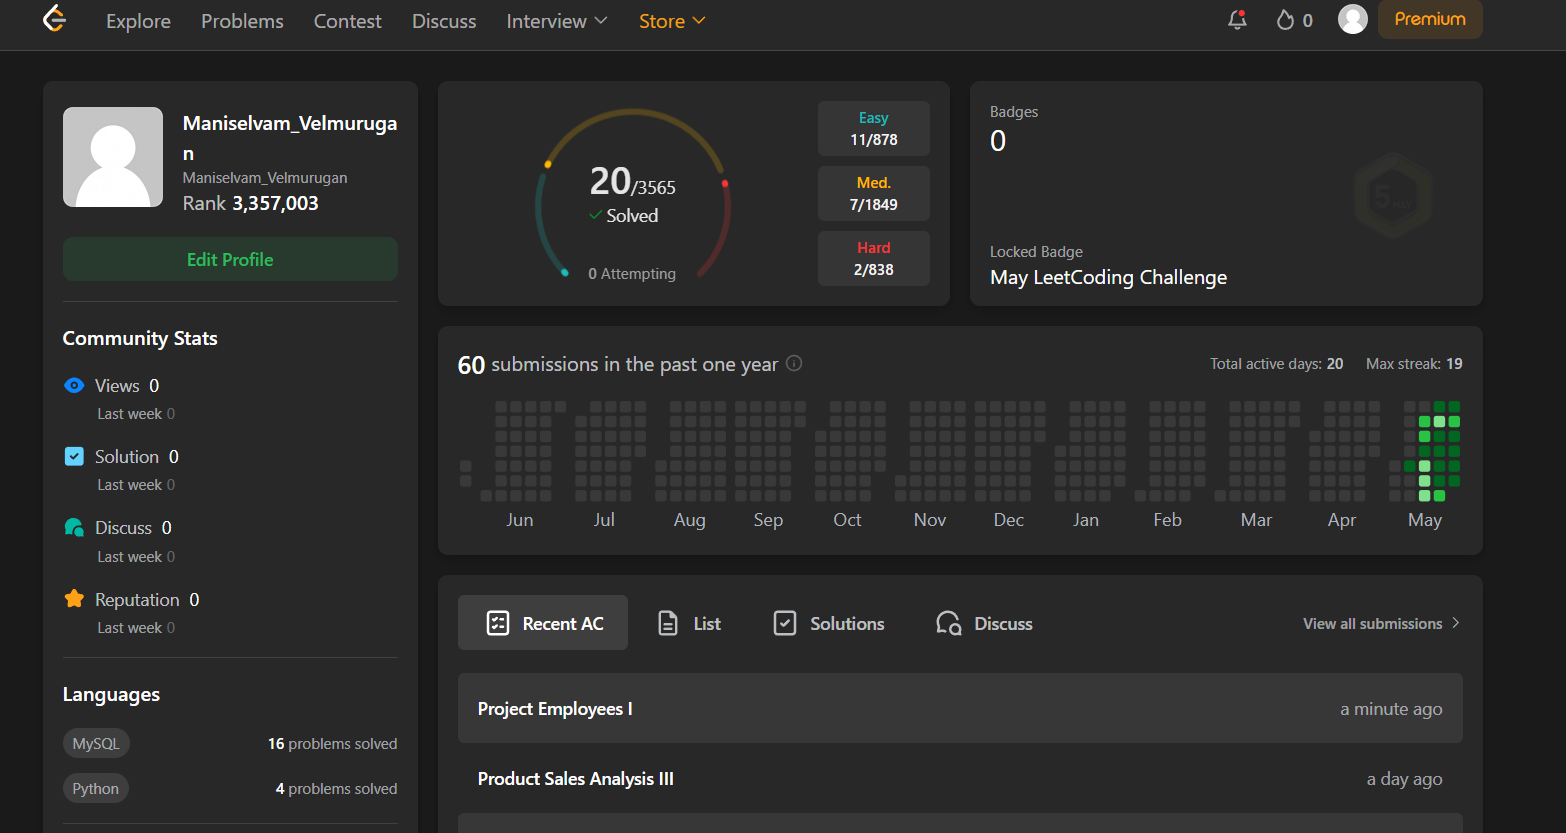 Explore Problems Contest Discuss Interview Store 0 Premium
Maniselvam_Velmuruga
n
Maniselvam_Velmurugan
Rank 3,357,003
Edit Profile
Community Stats
Views 0
Last week 0
Solution 0
Last week 0
Discuss 0
Last week 0
Reputation 0
Last week 0
Languages
MySQL 16 problems solved
Python 4 problems solved
20/3565
Solved
0 Attempting
Easy
11/878
Med.
7/1849
Hard
2/838
Badges
0
5
MAY
Locked Badge
May LeetCoding Challenge
60 submissions in the past one year Total active days: 20 Max streak: 19
Jun Jul Aug Sep Oct Nov Dec Jan Feb Mar Apr May
Recent AC List Solutions Discuss View all submissions
Project Employees I a minute ago
Product Sales Analysis III a day ago